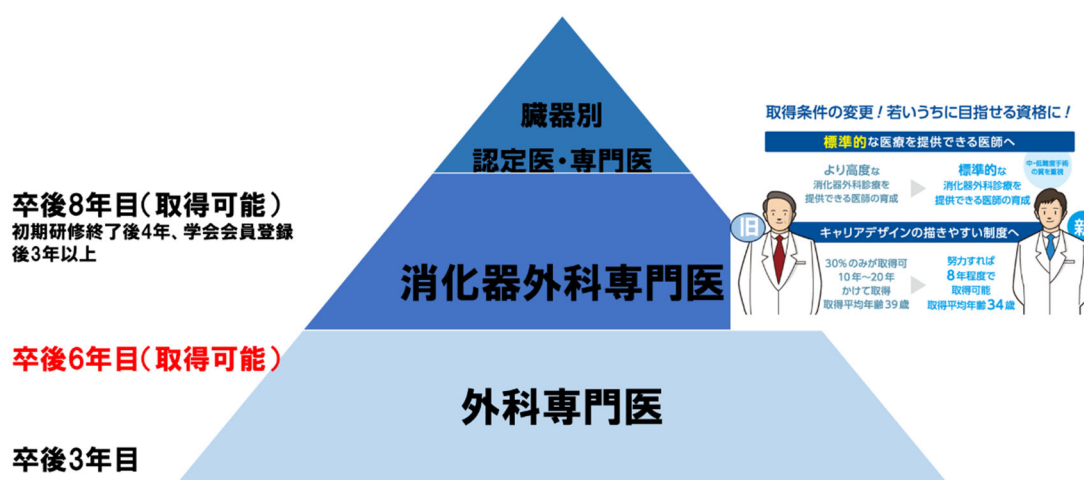 臓器別
認定医・専門医
消化器外科専門医
外科専門医
卒後8年目(取得可能)
初期研修終了後4年、学会会員登録
後3年以上
卒後6年目(取得可能)
卒後3年目
取得条件の変更!若いうちに目指せる資格に!
標準的な医療を提供できる医師へ
より高度な
消化器外科診療を
提供できる医師の育成
標準的な
消化器外科診療を
提供できる医師の育成
中・低難度手術
の質を重視
旧
新
キャリアデザインの描きやすい制度へ
30%のみが取得可
10年~20年
かけて取得
取得平均年齢39歳
努力すれば
8年程度で
取得可能
取得平均年齢34歳